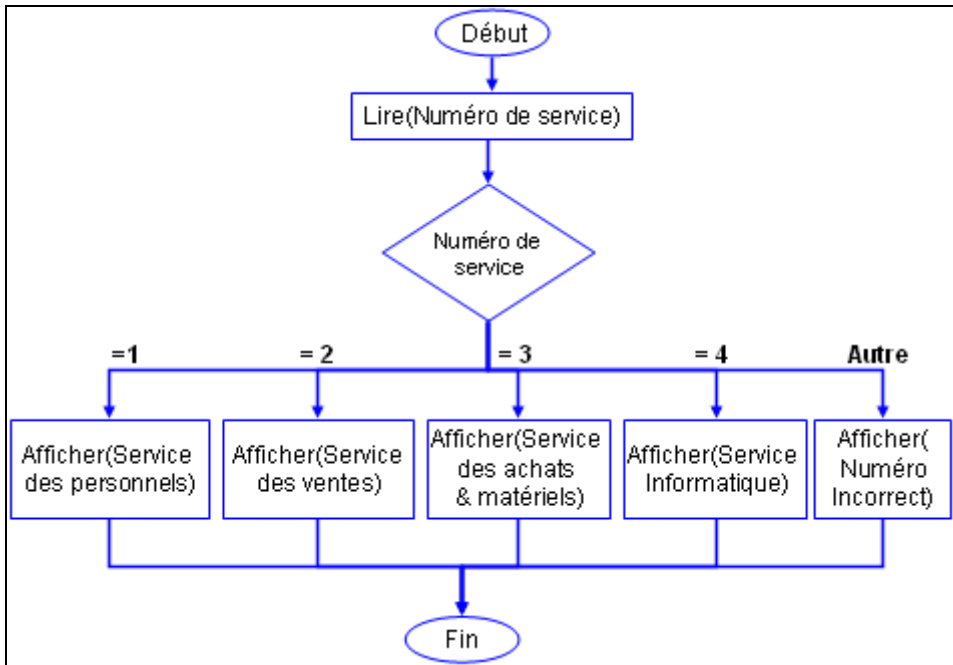 Début
Lire(Numéro de service)
Numéro de
service
=1
= 2
= 3
= 4
Autre
Afficher(Service
des personnels)
Afficher(Service
des ventes)
Afficher(Service
des achats
& matériels)
Afficher(Service
Informatique)
Afficher(
Numéro
Incorrect)
Fin